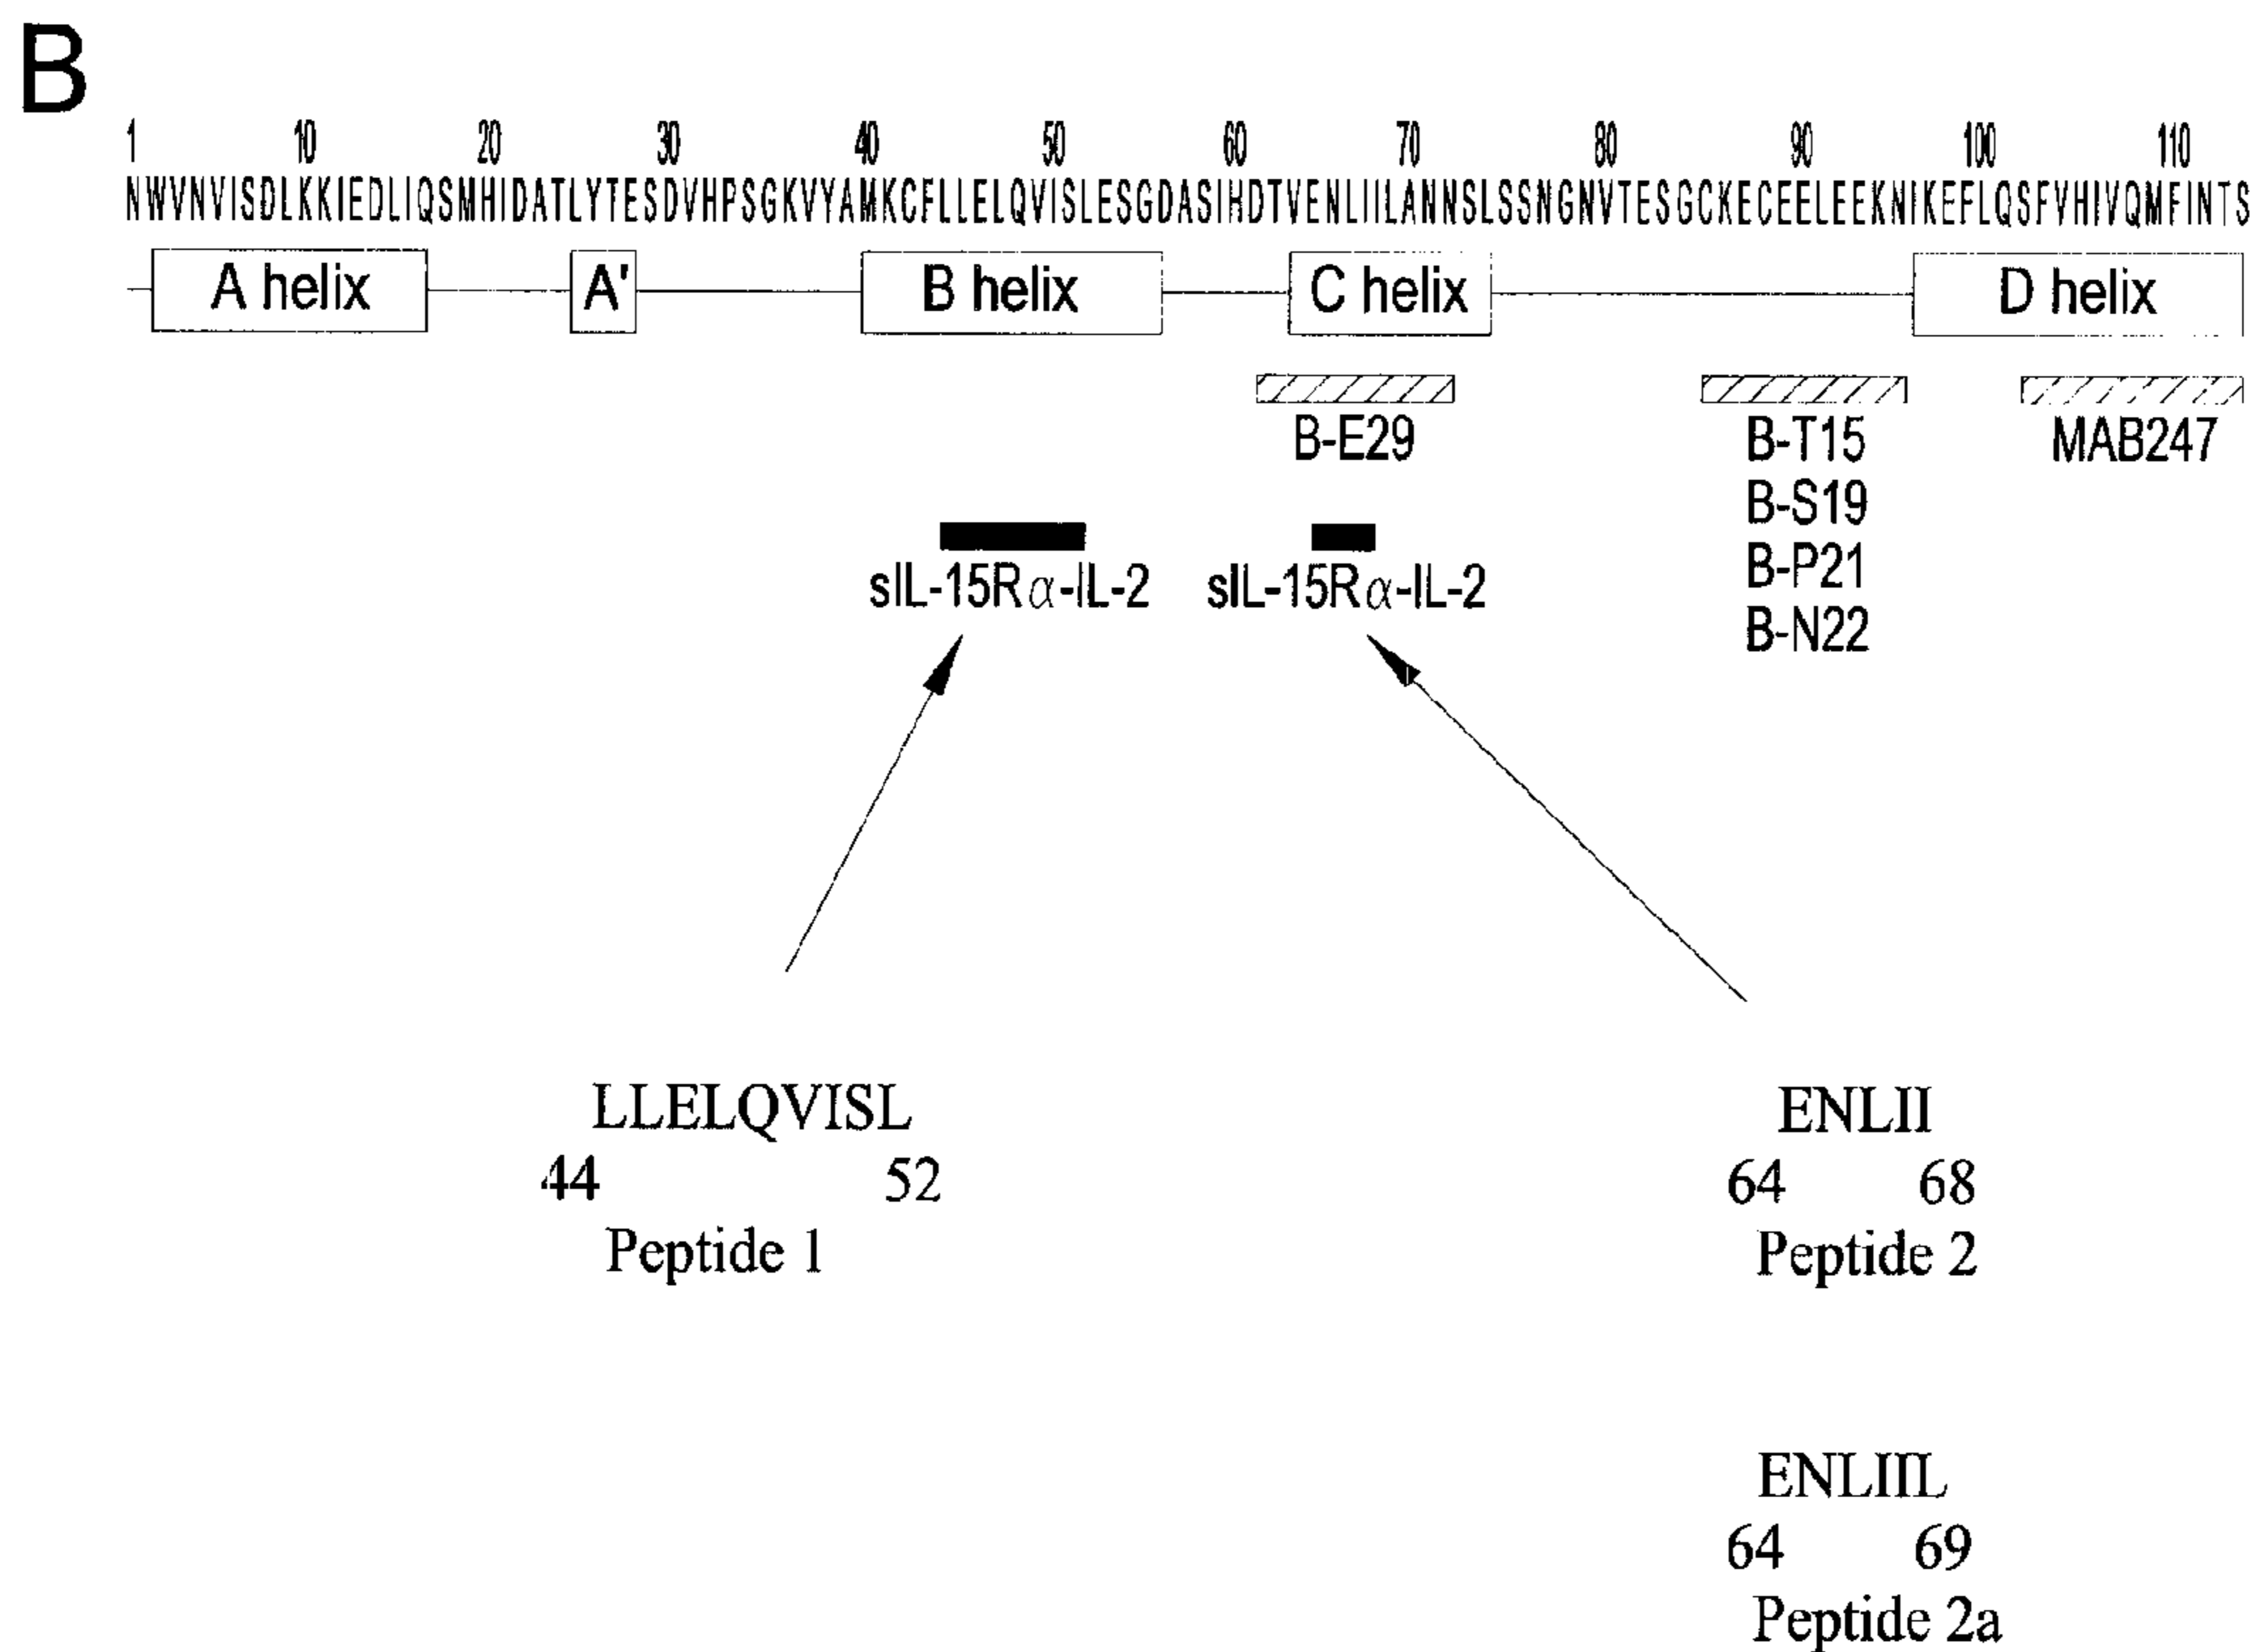 B
1 10 20 30 40 50 60 70 80 90 100 110
NWVNVISDLKKIEDLIQSMHIDATLYTESDVHPSGKVYAMKCFLLELQVISLESGDASIHDTVENLIILANNSLSSNGNVTESGCKECEELEEKNIKEFLQSFVHIVQMFINTS
A helix A' B helix C helix D helix
B-E29 B-T15 MAB247
B-S19
sIL-15Rα-IL-2 sIL-15Rα-IL-2 B-P21
B-N22
LLELQVISL ENLII
44 52 64 68
Peptide 1 Peptide 2
ENLIIL
64 69
Peptide 2a